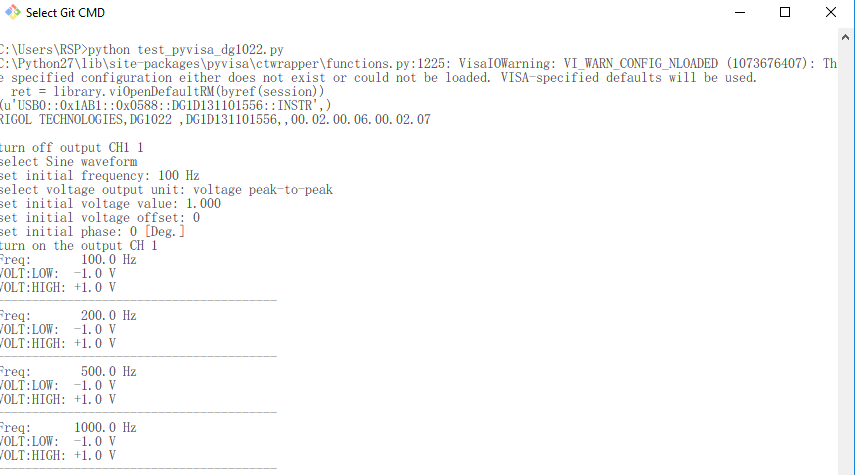 Select Git CMD
C:\Users\RSP>python test_pyvisa_dg1022.py
C:\Python27\lib\site-packages\pyvisa\ctwrapper\functions.py:1225: VisaIOWarning: VI_WARN_CONFIG_NLOADED (1073676407): Th
e specified configuration either does not exist or could not be loaded. VISA-specified defaults will be used.
  ret = library.viOpenDefaultRM(byref(session))
(u'USB0::0x1AB1::0x0588::DG1D131101556::INSTR',)
RIGOL TECHNOLOGIES,DG1022 ,DG1D131101556,,00.02.00.06.00.02.07
turn off output CH1 1
select Sine waveform
set initial frequency: 100 Hz
select voltage output unit: voltage peak-to-peak
set initial voltage value: 1.000
set initial voltage offset: 0
set initial phase: 0 [Deg.]
turn on the output CH 1
Freq:       100.0 Hz
VOLT:LOW:  -1.0 V
VOLT:HIGH: +1.0 V
----------------------------------------
Freq:       200.0 Hz
VOLT:LOW:  -1.0 V
VOLT:HIGH: +1.0 V
----------------------------------------
Freq:       500.0 Hz
VOLT:LOW:  -1.0 V
VOLT:HIGH: +1.0 V
----------------------------------------
Freq:      1000.0 Hz
VOLT:LOW:  -1.0 V
VOLT:HIGH: +1.0 V
----------------------------------------